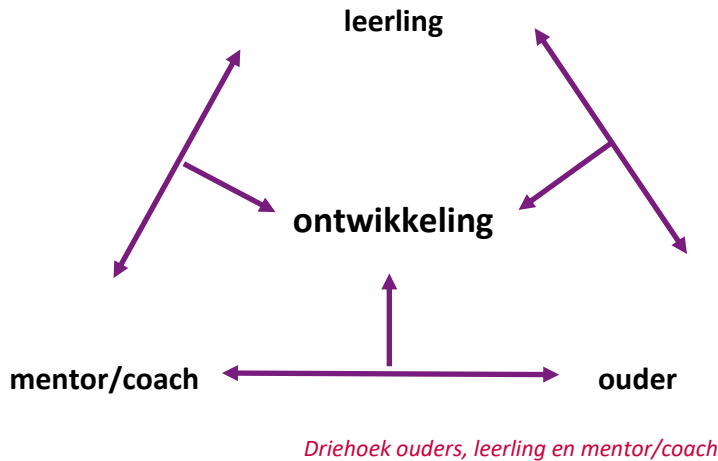 leerling
ontwikkeling
mentor/coach
ouder
Driehoek ouders, leerling en mentor/coach